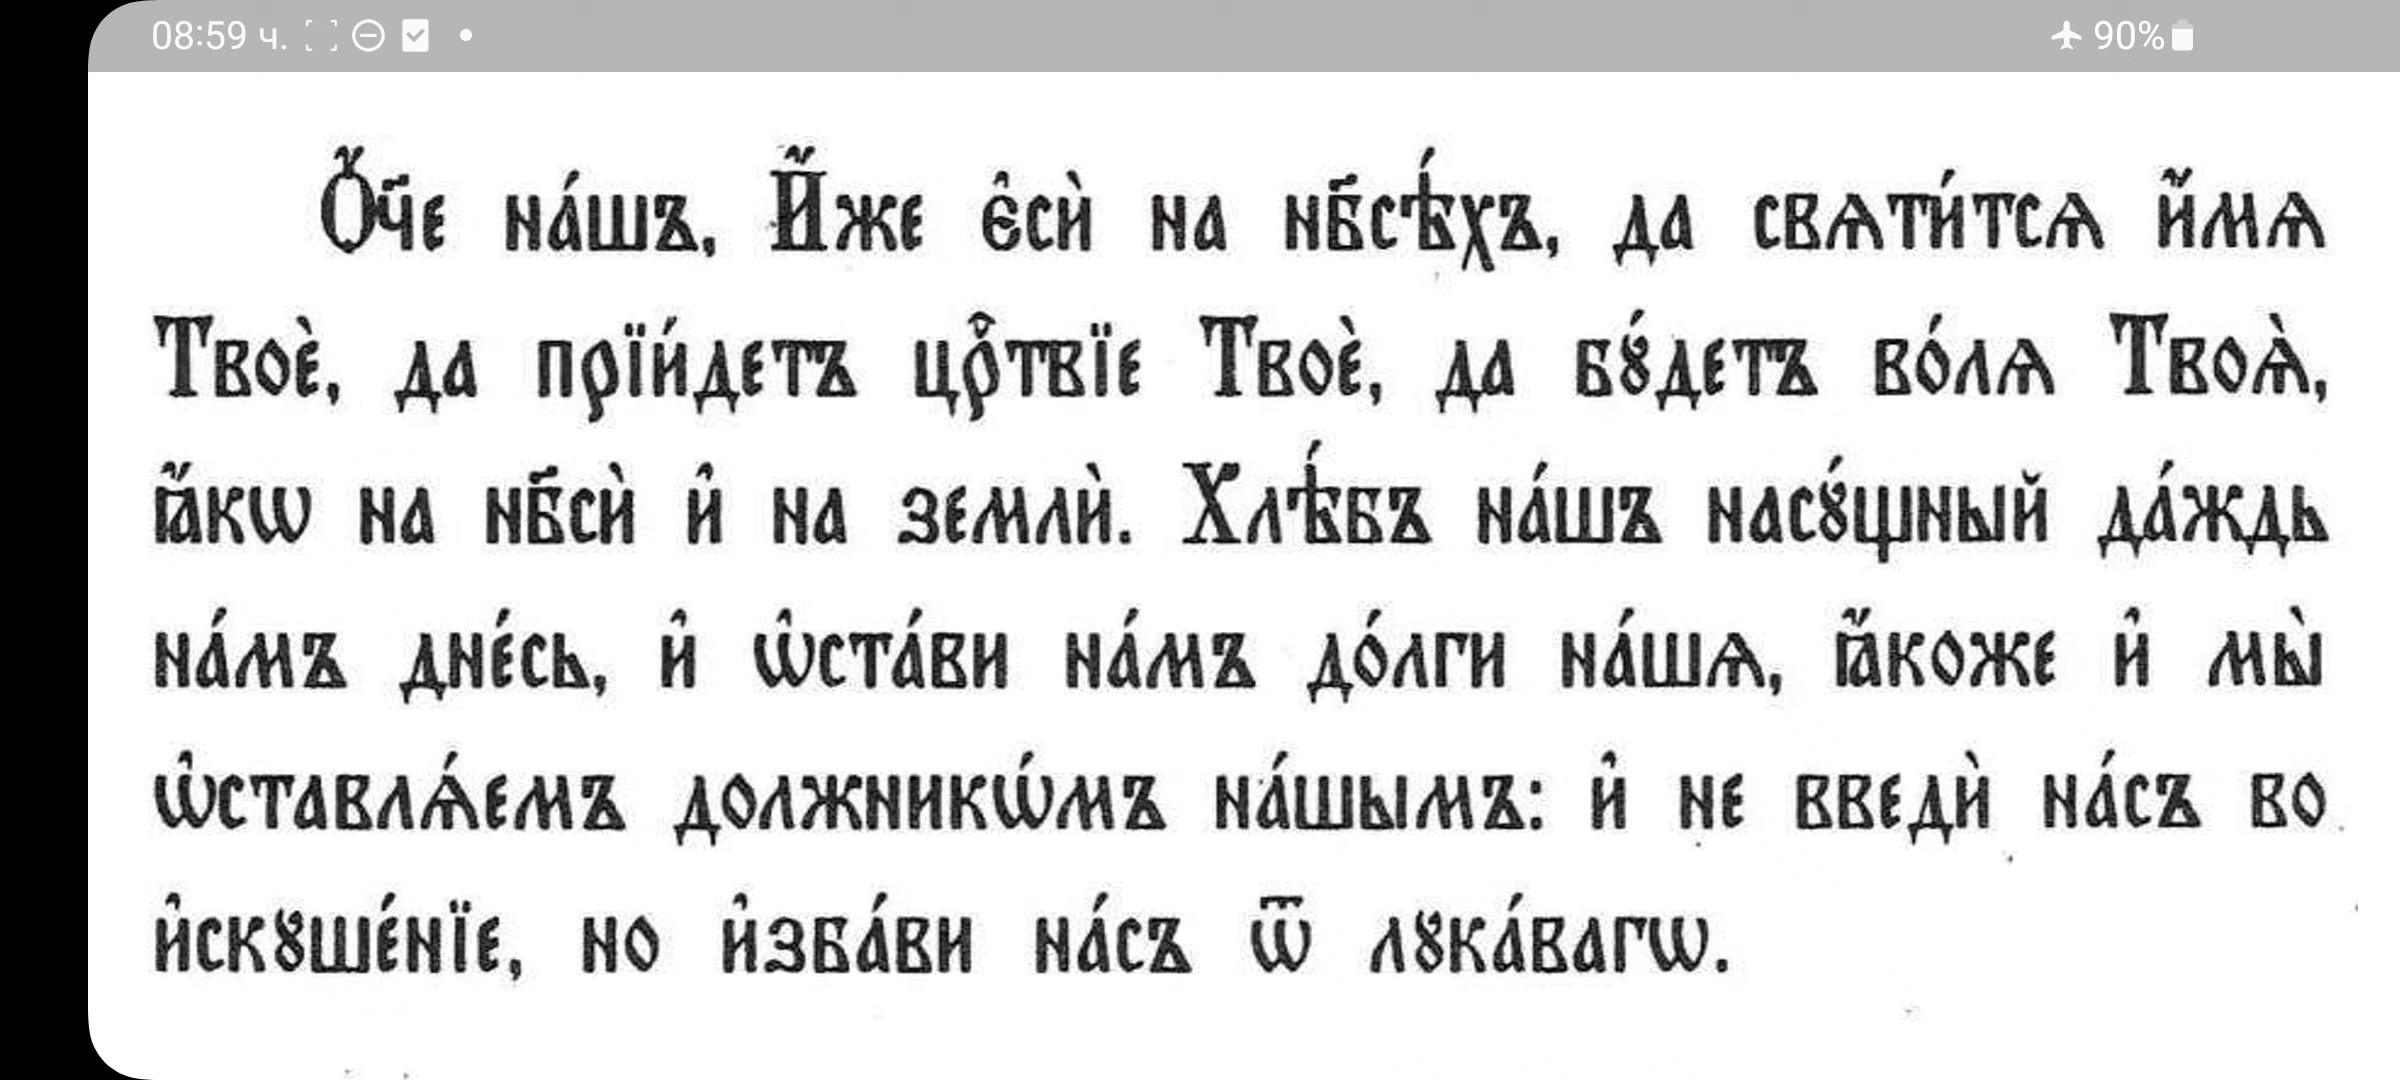 08:59 ч. 90%
Ѻ҆́ч҃е на́шъ, И҆́же є҆сѝ на нб҃сѣ́хъ, да свѧти́тсѧ и҆́мѧ
Твоѐ, да прїи́детъ црⷭ҇твїе Твоѐ, да бꙋ́детъ во́лѧ Твоѧ̀,
ꙗ҆́кѡ на нб҃сѝ и҆ на землѝ. Хлѣ́бъ на́шъ насꙋ́щный да́ждь
на́мъ дне́сь, и҆ ѡ҆ста́ви на́мъ до́лги на́шѧ, ꙗ҆́коже и҆ мы̀
ѡ҆ставлѧ́емъ должникѡ́мъ на́шымъ: и҆ не введѝ на́съ во
и҆скꙋше́нїе, но и҆зба́ви на́съ ѿ лꙋка́вагѡ.